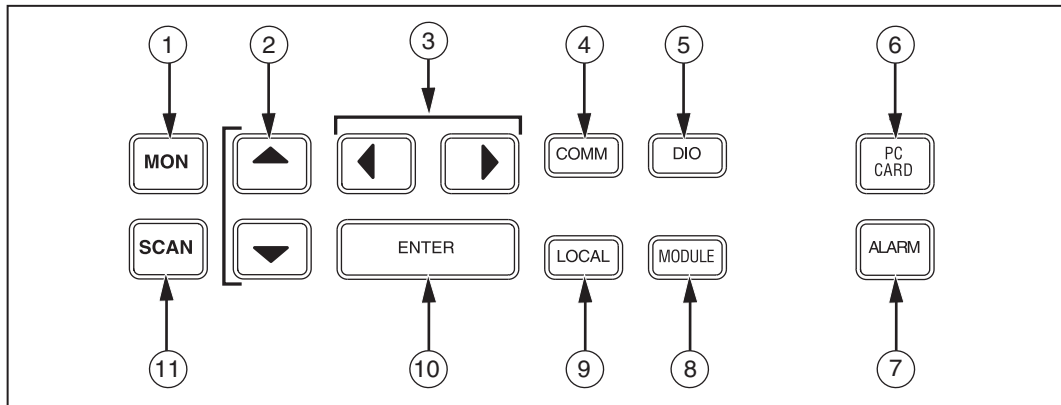 1 2 3 4 5 6
MON COMM DIO PC CARD
SCAN ENTER LOCAL MODULE ALARM
11 10 9 8 7